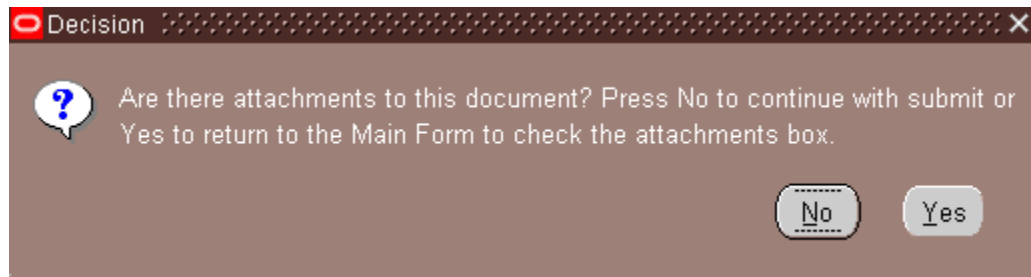 Decision
Are there attachments to this document? Press No to continue with submit or
Yes to return to the Main Form to check the attachments box.
No Yes